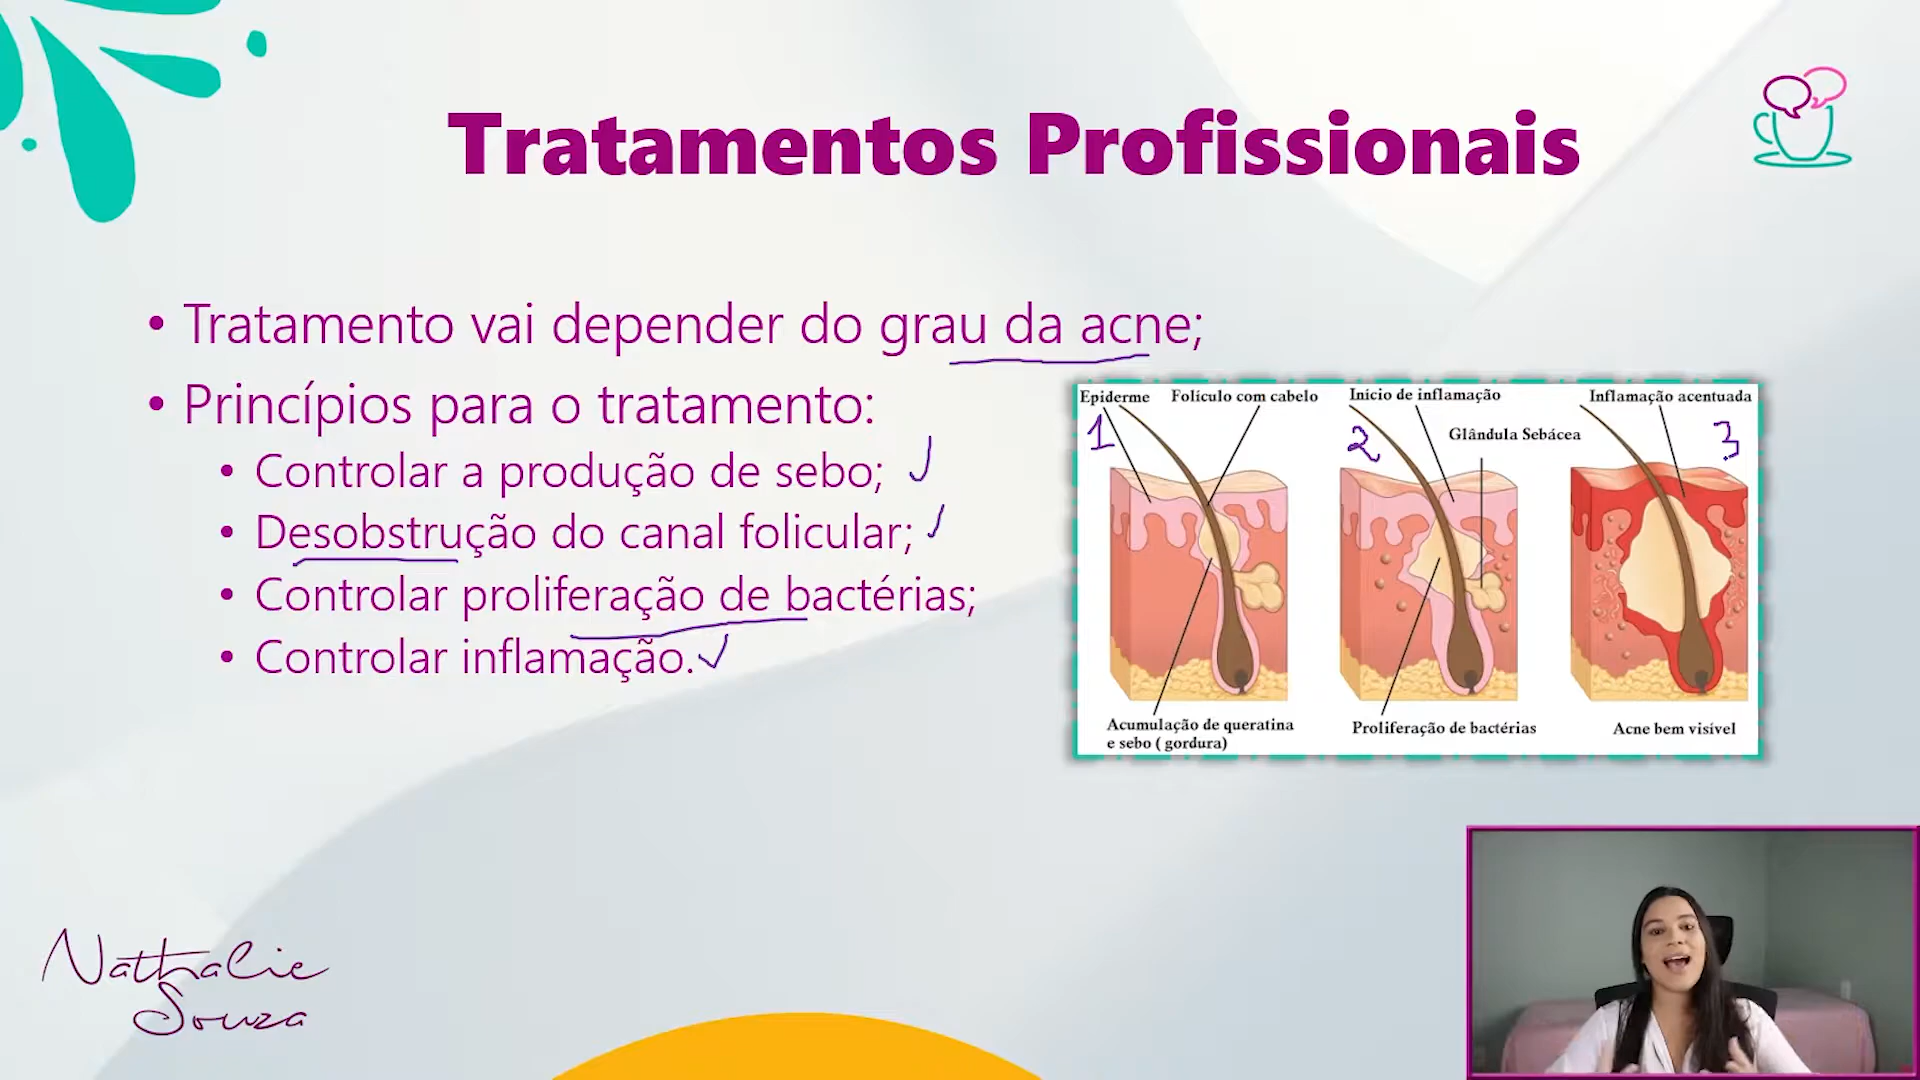 Tratamentos Profissionais
• Tratamento vai depender do grau da acne;
• Princípios para o tratamento:
• Controlar a produção de sebo;
• Desobstrução do canal folicular;
• Controlar proliferação de bactérias;
• Controlar inflamação.
Epiderme Folículo com cabelo Início de inflamação Inflamação acentuada
1 2 3
Glândula Sebácea
Acumulação de queratina
e sebo ( gordura)
Proliferação de bactérias
Acne bem visível
Nathalie
Souza